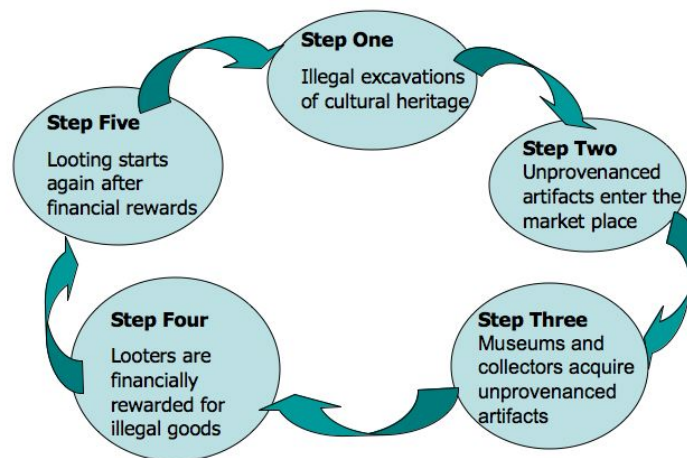 Step One
Illegal excavations
of cultural heritage
Step Two
Unprovenanced
artifacts enter the
market place
Step Three
Museums and
collectors acquire
unprovenanced
artifacts
Step Four
Looters are
financially
rewarded for
illegal goods
Step Five
Looting starts
again after
financial rewards